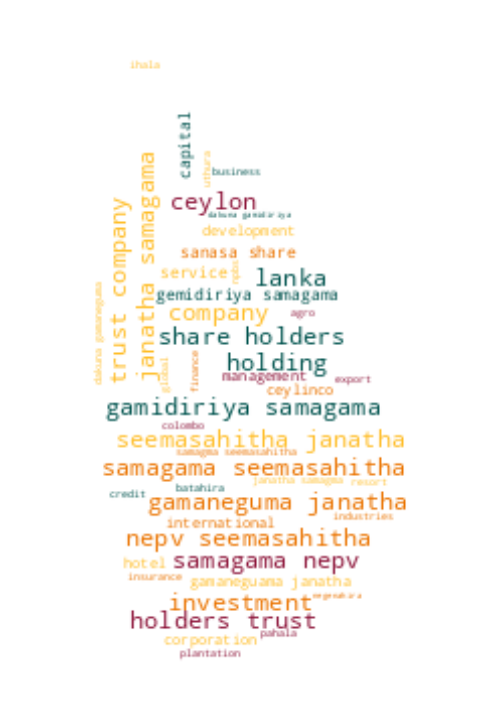 ihala
capital
uthura
business
ceylon
dakuna gamidiriya
development
janatha samagama
sanasa share
trust company
service
lanka
gemidiriya samagama
dakuna gamaneguma
company
agro
share holders
global
finance
holding
management
export
ceylinco
gamidiriya samagama
colombo
seemasahitha janatha
samagma seemasahitha
samagama seemasahitha
janatha samagma
resort
credit
batahira
gamaneguma janatha
industries
international
nepv seemasahitha
hotel
samagama nepv
insurance
gamaneguama janatha
investment
holders trust
pahala
corporation
plantation